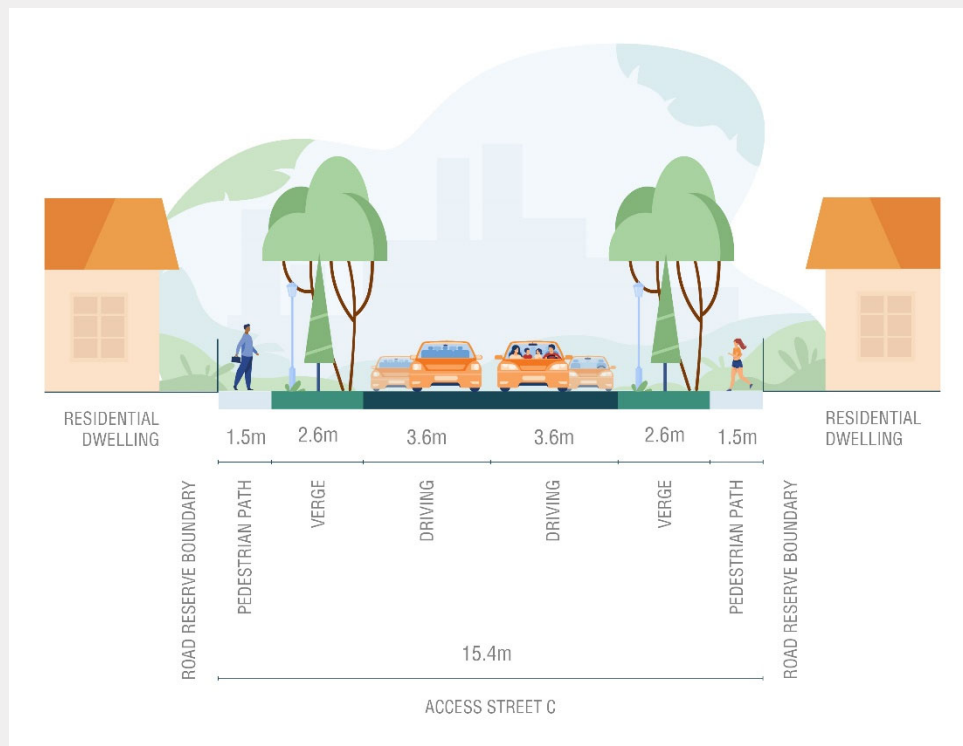 RESIDENTIAL
DWELLING
1.5m
2.6m
3.6m
3.6m
2.6m
1.5m
RESIDENTIAL
DWELLING
ROAD RESERVE BOUNDARY
PEDESTRIAN PATH
VERGE
DRIVING
DRIVING
VERGE
PEDESTRIAN PATH
ROAD RESERVE BOUNDARY
15.4m
ACCESS STREET C